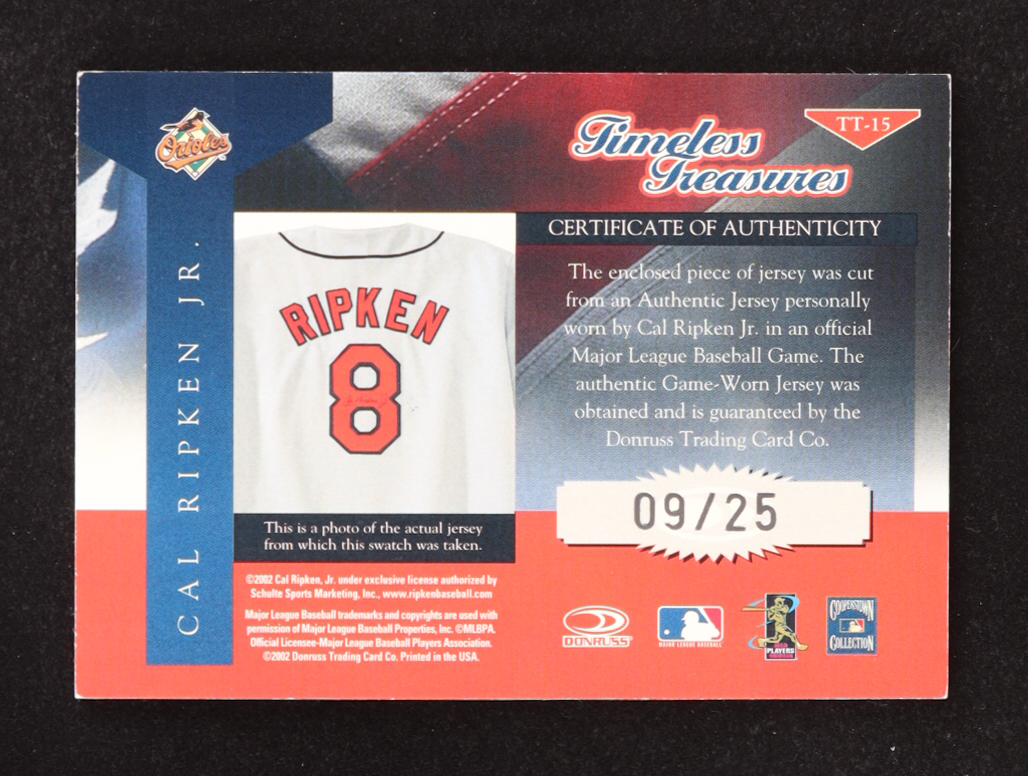 Orioles
CAL RIPKEN JR.
Timeless
Treasures
TT-15
RIPKEN
8
This is a photo of the actual jersey
from which this swatch was taken.
CERTIFICATE OF AUTHENTICITY
The enclosed piece of jersey was cut
from an Authentic Jersey personally
worn by Cal Ripken Jr. in an official
Major League Baseball Game. The
authentic Game-Worn Jersey was
obtained and is guaranteed by the
Donruss Trading Card Co.
09/25
©2002 Cal Ripken, Jr. under exclusive license authorized by
Schulte Sports Marketing, Inc., www.ripkenbaseball.com
Major League Baseball trademarks and copyrights are used with
permission of Major League Baseball Properties, Inc. ©MLBPA.
Official Licensee-Major League Baseball Players Association.
©2002 Donruss Trading Card Co. Printed in the USA.
DONRUSS
MAJOR LEAGUE BASEBALL
PLAYERS
COOPERSTOWN
COLLECTION